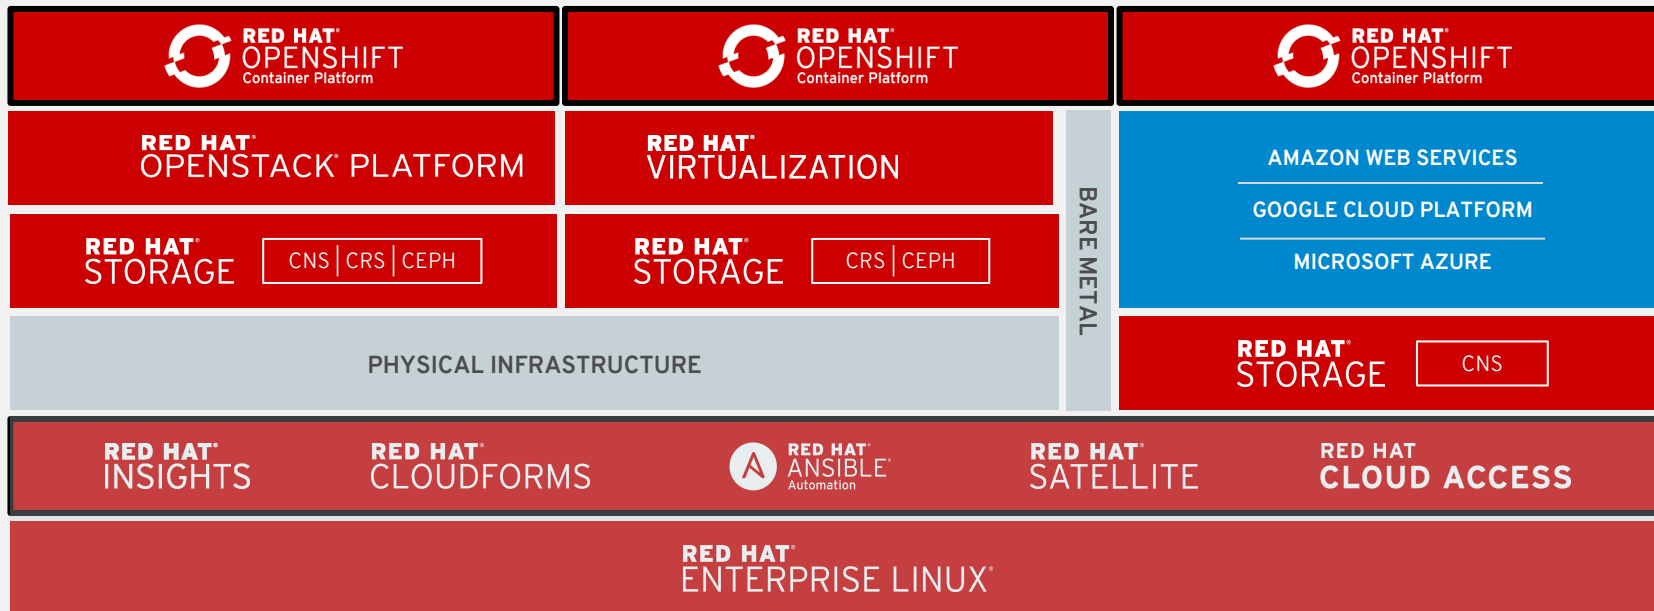 RED HAT®
OPENSHIFT
Container Platform
RED HAT®
OPENSHIFT
Container Platform
RED HAT®
OPENSHIFT
Container Platform
RED HAT®
OPENSTACK® PLATFORM
RED HAT®
VIRTUALIZATION
BARE METAL
AMAZON WEB SERVICES
GOOGLE CLOUD PLATFORM
MICROSOFT AZURE
RED HAT®
STORAGE
CNS | CRS | CEPH
RED HAT®
STORAGE
CRS | CEPH
PHYSICAL INFRASTRUCTURE
RED HAT®
STORAGE
CNS
RED HAT®
INSIGHTS
RED HAT®
CLOUDFORMS
RED HAT®
ANSIBLE®
Automation
RED HAT®
SATELLITE
RED HAT
CLOUD ACCESS
RED HAT®
ENTERPRISE LINUX®